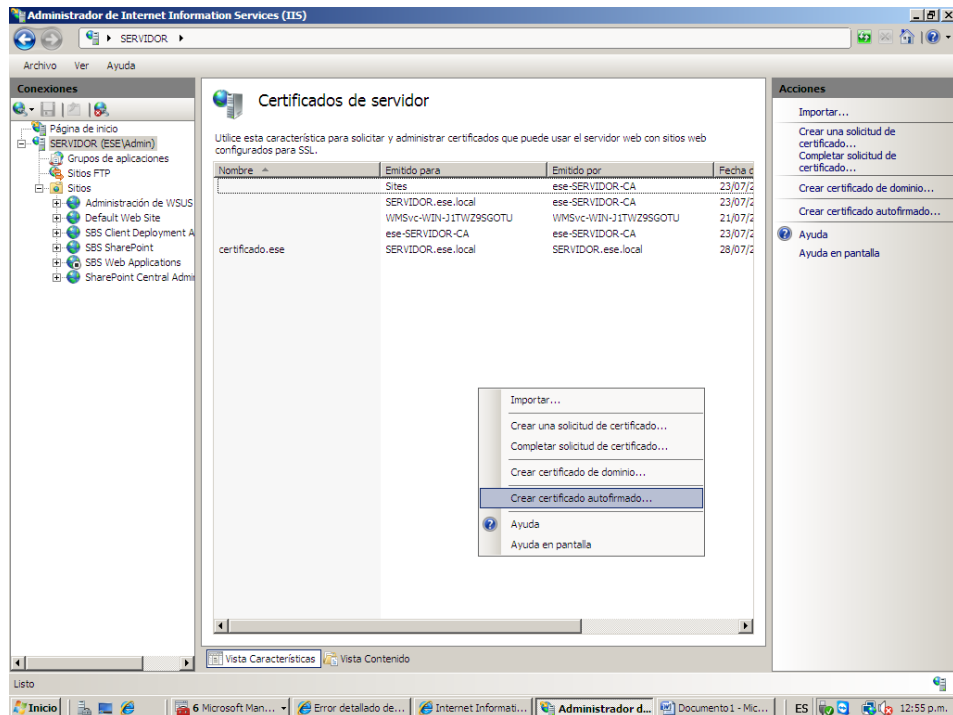 Administrador de Internet Information Services (IIS)
SERVIDOR
Archivo Ver Ayuda
Conexiones
Página de inicio
SERVIDOR (ESE\Admin)
Grupos de aplicaciones
Sitios FTP
Sitios
Administración de WSUS
Default Web Site
SBS Client Deployment A
SBS SharePoint
SBS Web Applications
SharePoint Central Admi
Certificados de servidor
Utilice esta característica para solicitar y administrar certificados que puede usar el servidor web con sitios web
configurados para SSL.
Nombre Emitido para Emitido por Fecha c
Sites ese-SERVIDOR-CA 23/07/2
SERVIDOR.ese.local ese-SERVIDOR-CA 23/07/2
WMSvc-WIN-J1TWZ9SGOTU WMSvc-WIN-J1TWZ9SGOTU 21/07/2
ese-SERVIDOR-CA ese-SERVIDOR-CA 23/07/2
certificado.ese SERVIDOR.ese.local SERVIDOR.ese.local 28/07/2
Importar...
Crear una solicitud de certificado...
Completar solicitud de certificado...
Crear certificado de dominio...
Crear certificado autofirmado...
Ayuda
Ayuda en pantalla
Vista Características Vista Contenido
Acciones
Importar...
Crear una solicitud de
certificado...
Completar solicitud de
certificado...
Crear certificado de dominio...
Crear certificado autofirmado...
Ayuda
Ayuda en pantalla
Listo
Inicio 6 Microsoft Man... Error detallado de... Internet Informati... Administrador d... Documento1 - Mic... ES 12:55 p.m.